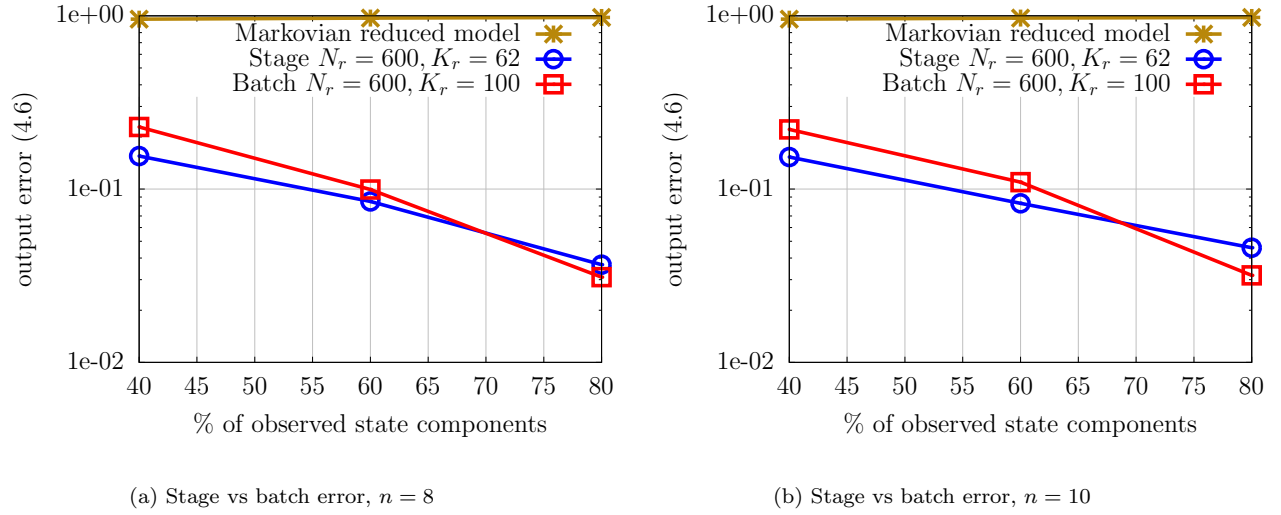 1e+00
Markovian reduced model
Stage N_r = 600, K_r = 62
Batch N_r = 600, K_r = 100
1e-01
1e-02
output error (4.6)
40 45 50 55 60 65 70 75 80
% of observed state components
(a) Stage vs batch error, n = 8
1e+00
Markovian reduced model
Stage N_r = 600, K_r = 62
Batch N_r = 600, K_r = 100
1e-01
1e-02
output error (4.6)
40 45 50 55 60 65 70 75 80
% of observed state components
(b) Stage vs batch error, n = 10